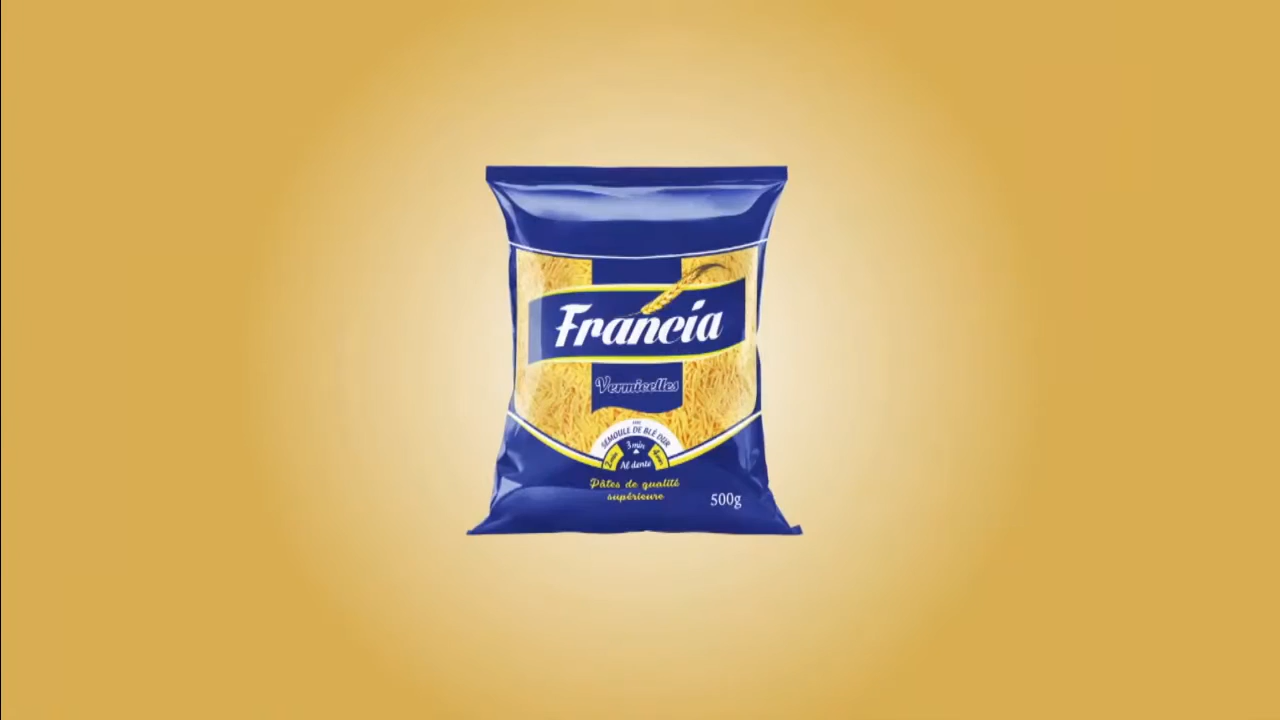 Francia
Vermicelles
SEMOULE DE BLÉ DUR
3 min
Al dente
Pâtes de qualité
supérieure
500g